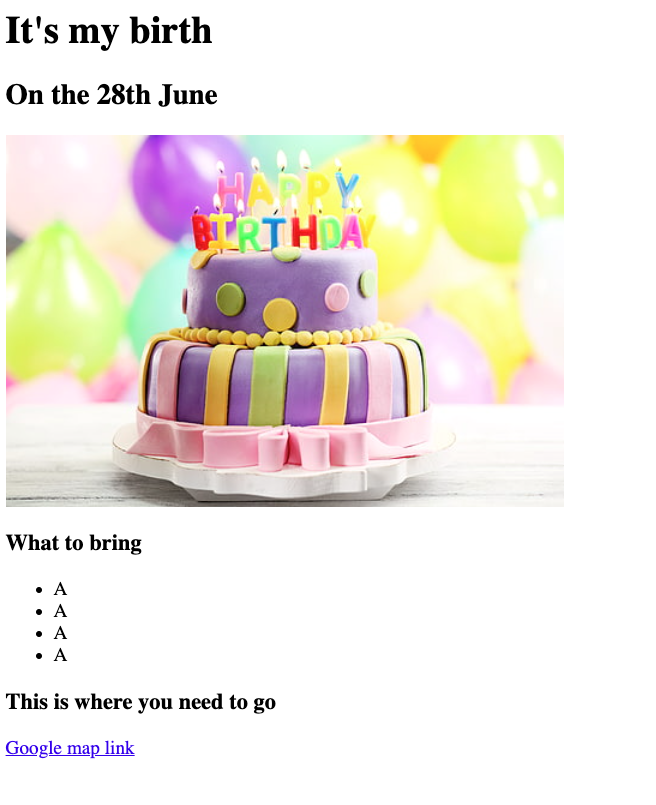 It's my birth
On the 28th June
HAPPY
BIRTHDAY
What to bring
A
A
A
A
This is where you need to go
Google map link